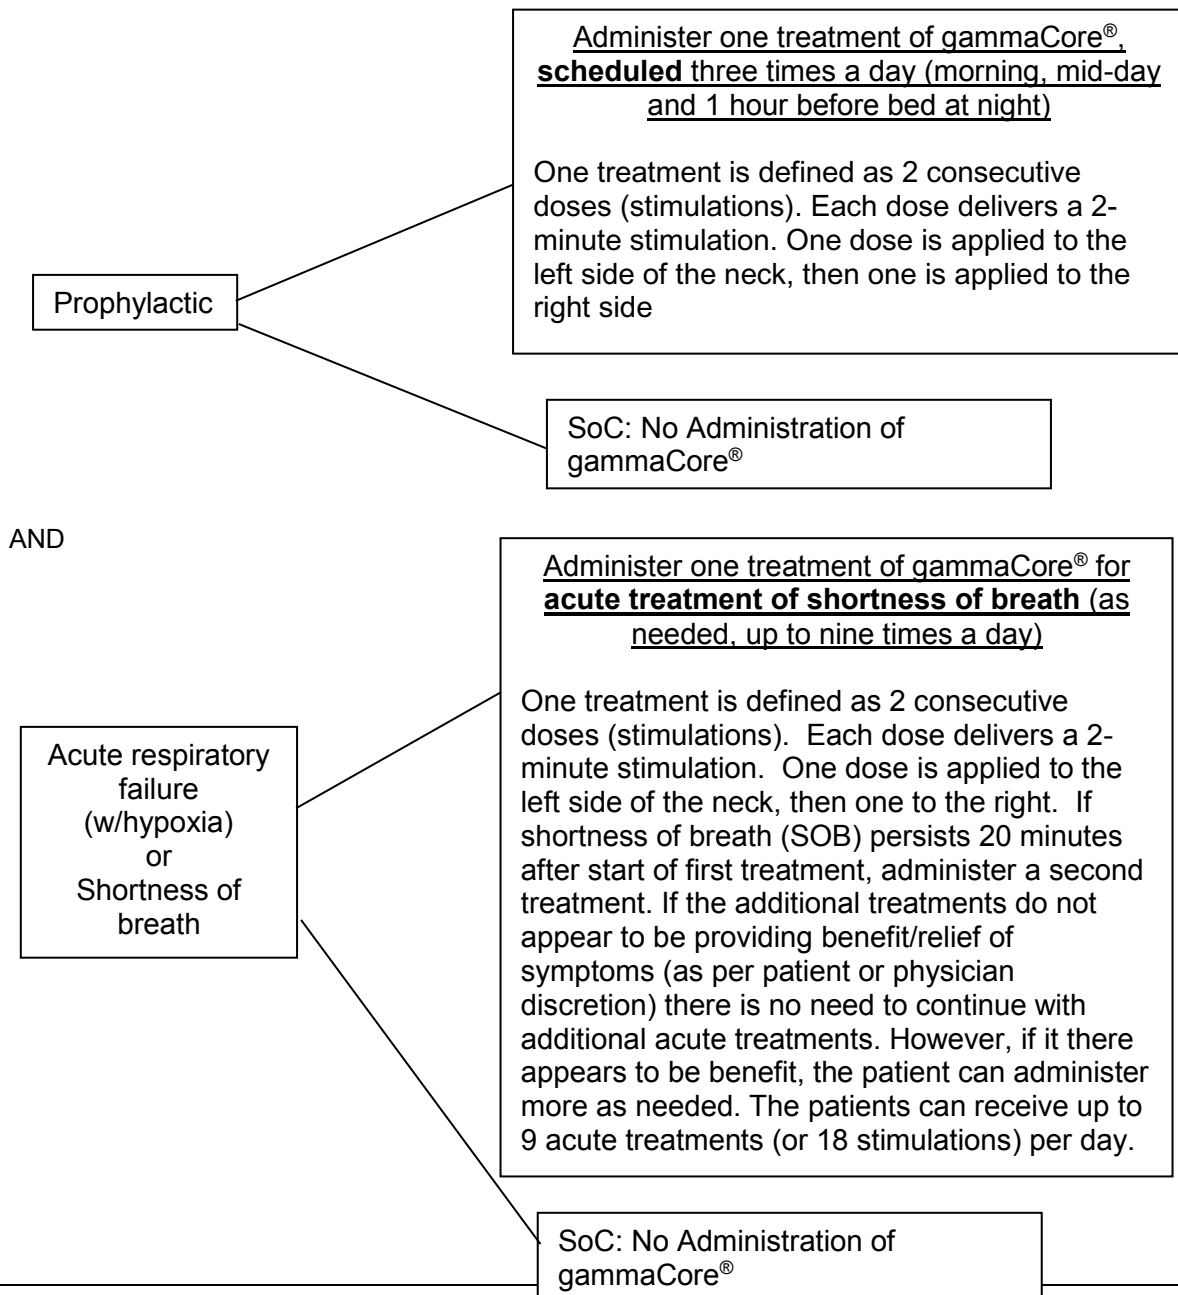 Administer one treatment of gammaCore®,
scheduled three times a day (morning, mid-day
and 1 hour before bed at night)
One treatment is defined as 2 consecutive
doses (stimulations). Each dose delivers a 2-
minute stimulation. One dose is applied to the
left side of the neck, then one is applied to the
right side
Prophylactic
SoC: No Administration of
gammaCore®
AND
Administer one treatment of gammaCore® for
acute treatment of shortness of breath (as
needed, up to nine times a day)
One treatment is defined as 2 consecutive
doses (stimulations).  Each dose delivers a 2-
minute stimulation.  One dose is applied to the
left side of the neck, then one to the right.  If
shortness of breath (SOB) persists 20 minutes
after start of first treatment, administer a second
treatment. If the additional treatments do not
appear to be providing benefit/relief of
symptoms (as per patient or physician
discretion) there is no need to continue with
additional acute treatments. However, if it there
appears to be benefit, the patient can administer
more as needed. The patients can receive up to
9 acute treatments (or 18 stimulations) per day.
Acute respiratory
failure
(w/hypoxia)
or
Shortness of
breath
SoC: No Administration of
gammaCore®